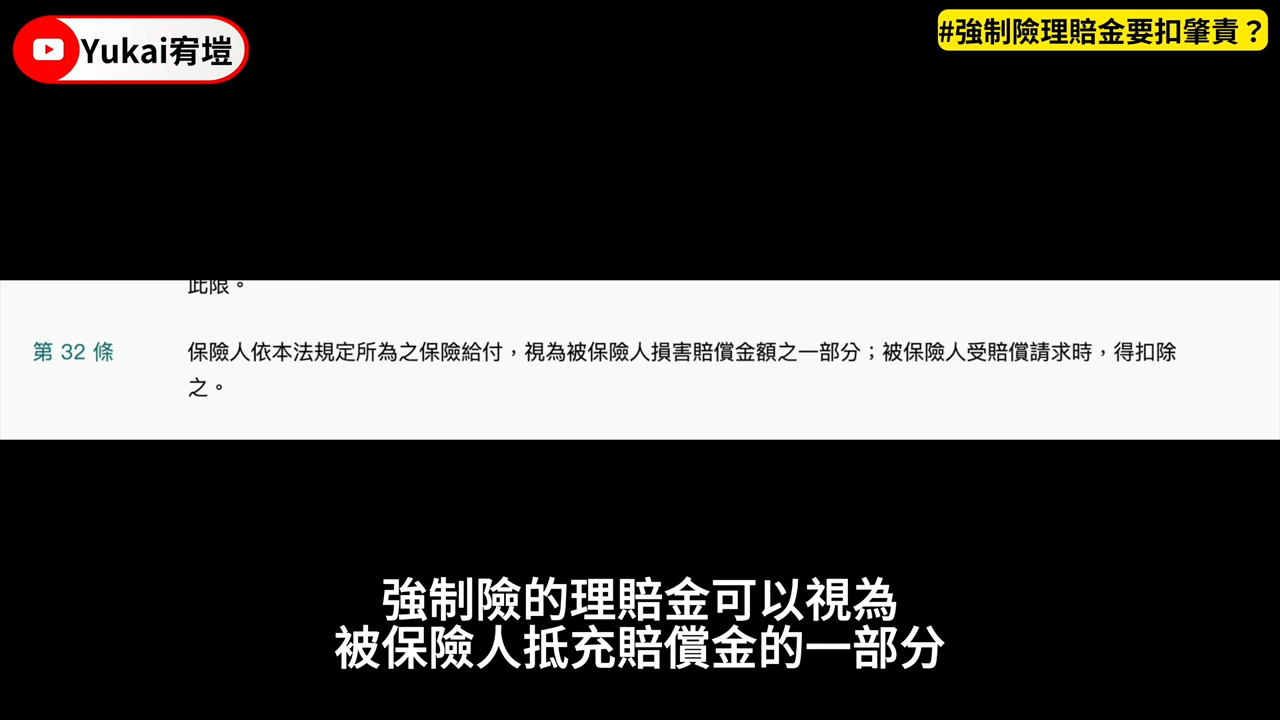 Yukai宥塏
#強制險理賠金要扣肇責？
此限。
第 32 條
保險人依本法規定所為之保險給付，視為被保險人損害賠償金額之一部分；被保險人受賠償請求時，得扣除
之。
強制險的理賠金可以視為
被保險人抵充賠償金的一部分